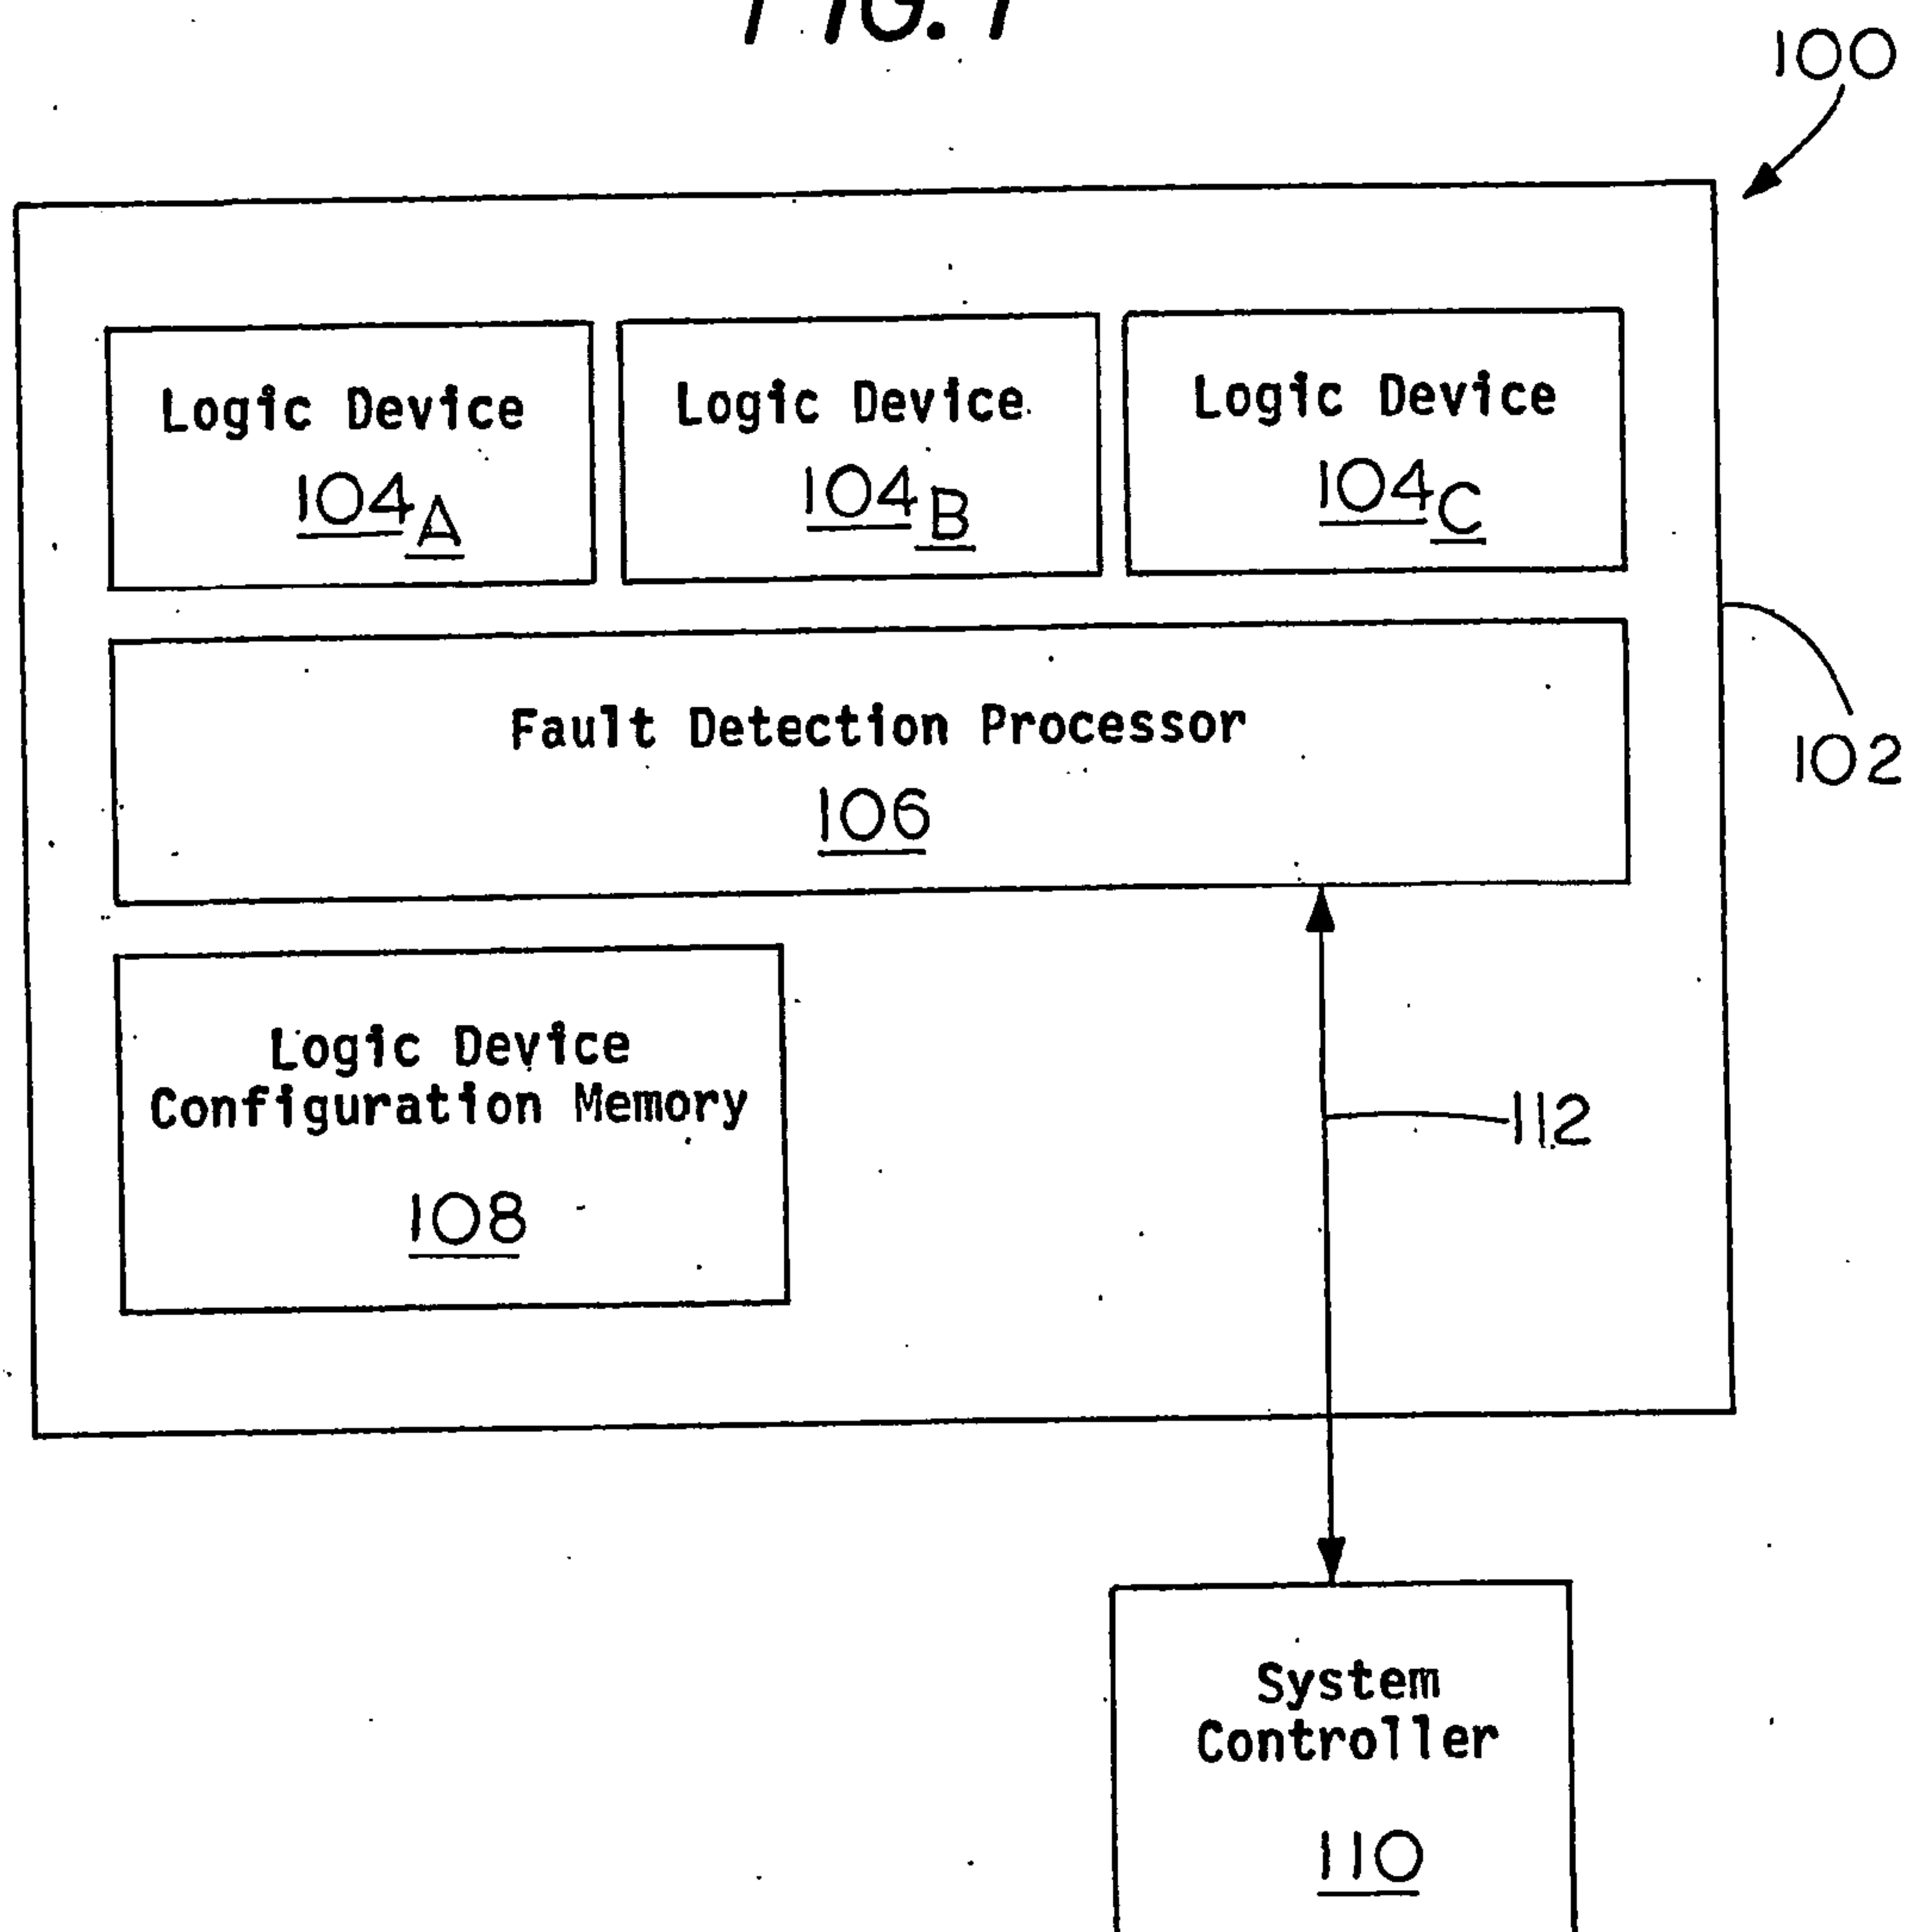 FIG. 1
100
Logic Device
104A
Logic Device
104B
Logic Device
104C
Fault Detection Processor
106
102
Logic Device
Configuration Memory
108
112
System
Controller
110